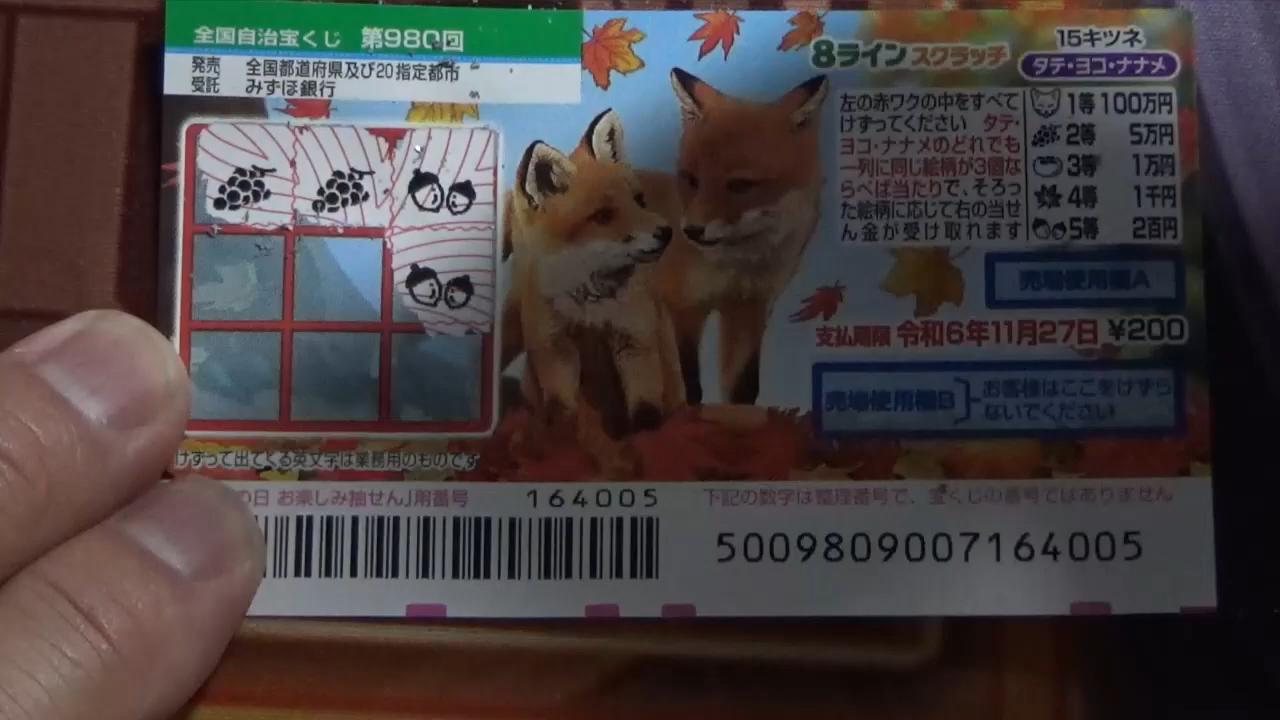 全国自治宝くじ 第980回
発売 全国都道府県及び20指定都市
受託 みずほ銀行
8ライン スクラッチ
15キツネ
タテ・ヨコ・ナナメ
左の赤ワクの中をすべて
けずってください タテ・
ヨコ・ナナメのどれでも
一列に同じ絵柄が3個な
らべば当たりで、そろっ
た絵柄に応じて右の当せ
ん金が受け取れます
1等 100万円
2等 5万円
3等 1万円
4等 1千円
5等 2百円
売場使用欄A
支払期限 令和6年11月27日 ¥200
売場使用欄B
お客様はここをけずら
ないでください
けずって出てくる英文字は業務用のものです
の日 お楽しみ抽せん」用番号 164005
下記の数字は整理番号で、宝くじの番号ではありません
5009809007164005